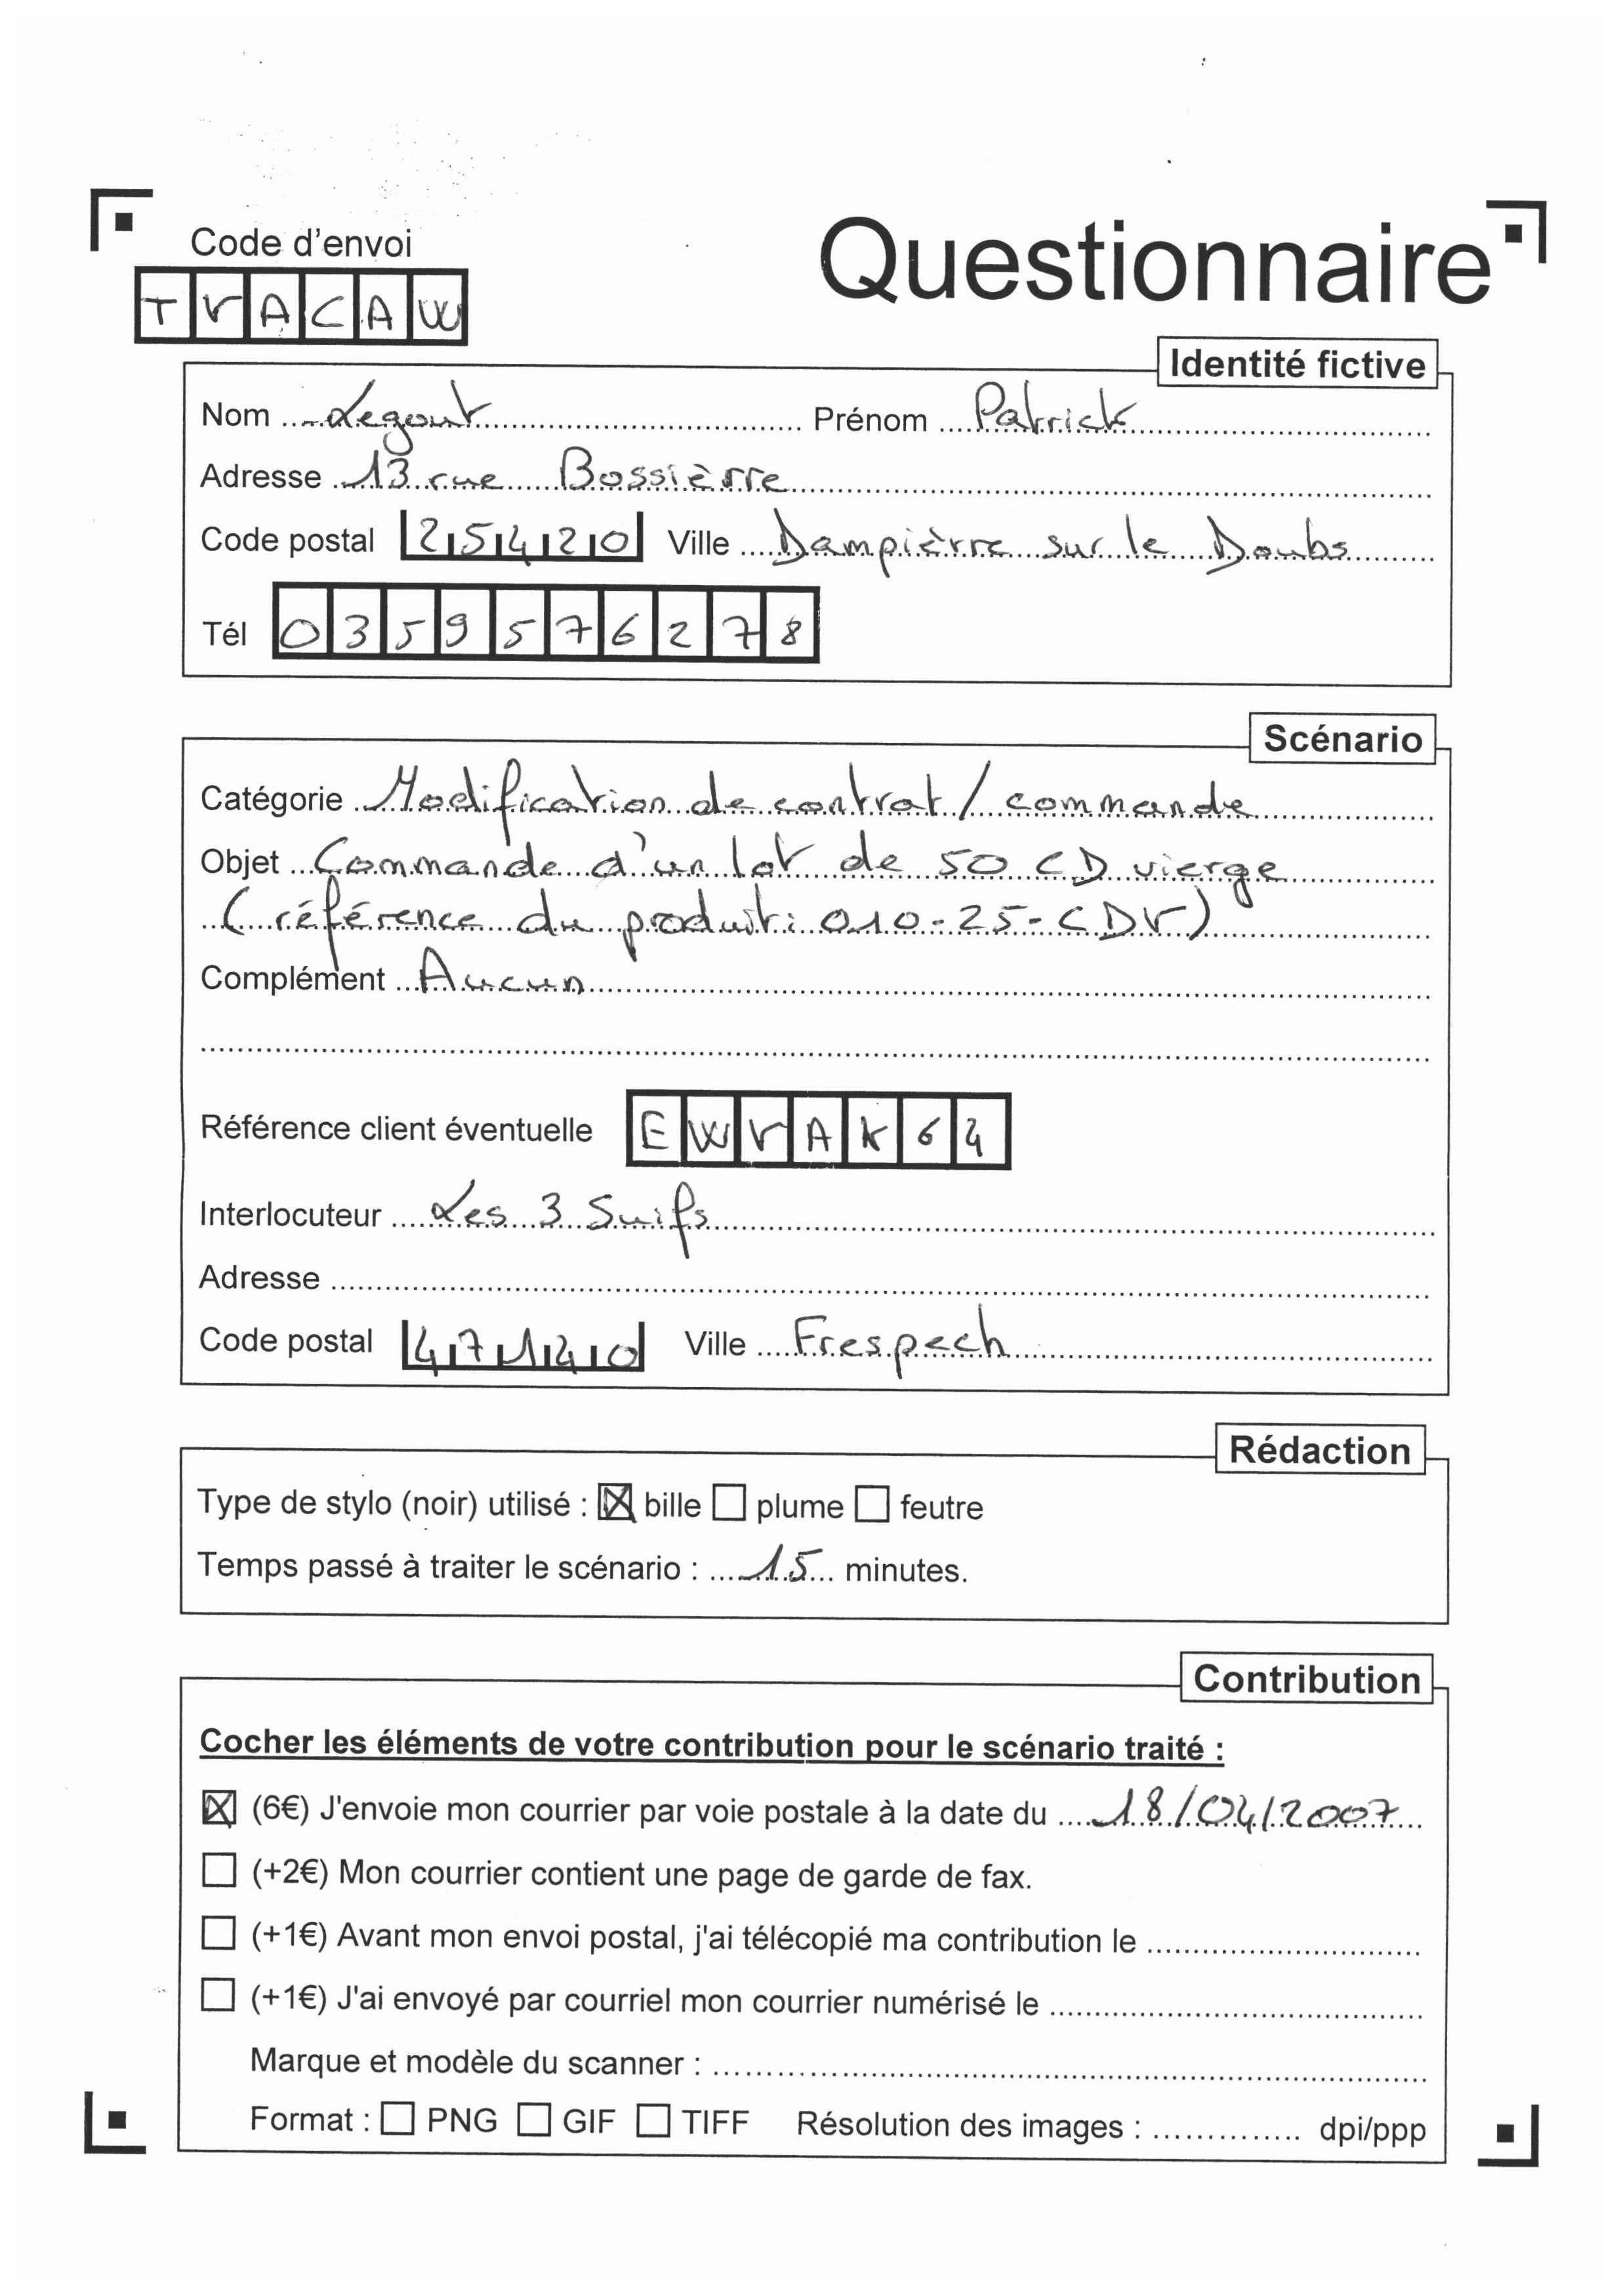 Code d'envoi
Questionnaire
T V A C A W
Identité fictive
Nom Legout Prénom Patrick
Adresse 13 rue Bossièrre
Code postal 25420 Ville Dampièrre sur le Doubs
Tél 0359576278
Scénario
Catégorie Modification de contrat / commande
Objet Commande d'un lot de 50 CD vierge
(référence du produit : 010-25-CDV)
Complément Aucun
Référence client éventuelle E W V A K 6 4
Interlocuteur Les 3 Suifs
Adresse
Code postal 47140 Ville Frespech
Rédaction
Type de stylo (noir) utilisé : ☒ bille ☐ plume ☐ feutre
Temps passé à traiter le scénario : 15 minutes.
Contribution
Cocher les éléments de votre contribution pour le scénario traité :
☒ (6€) J'envoie mon courrier par voie postale à la date du 18/04/2007
☐ (+2€) Mon courrier contient une page de garde de fax.
☐ (+1€) Avant mon envoi postal, j'ai télécopié ma contribution le
☐ (+1€) J'ai envoyé par courriel mon courrier numérisé le
Marque et modèle du scanner :
Format : ☐ PNG ☐ GIF ☐ TIFF Résolution des images : dpi/ppp